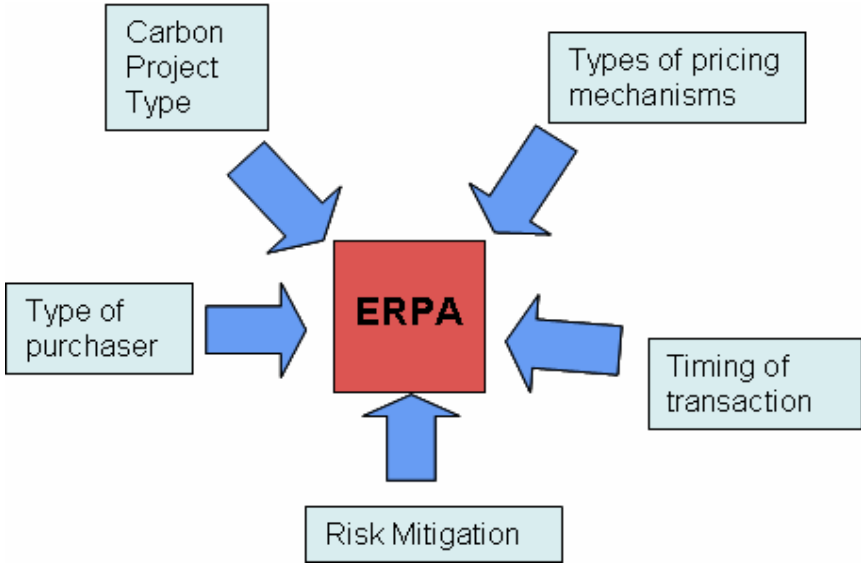 Carbon
Project
Type
Types of pricing
mechanisms
ERPA
Type of
purchaser
Timing of
transaction
Risk Mitigation